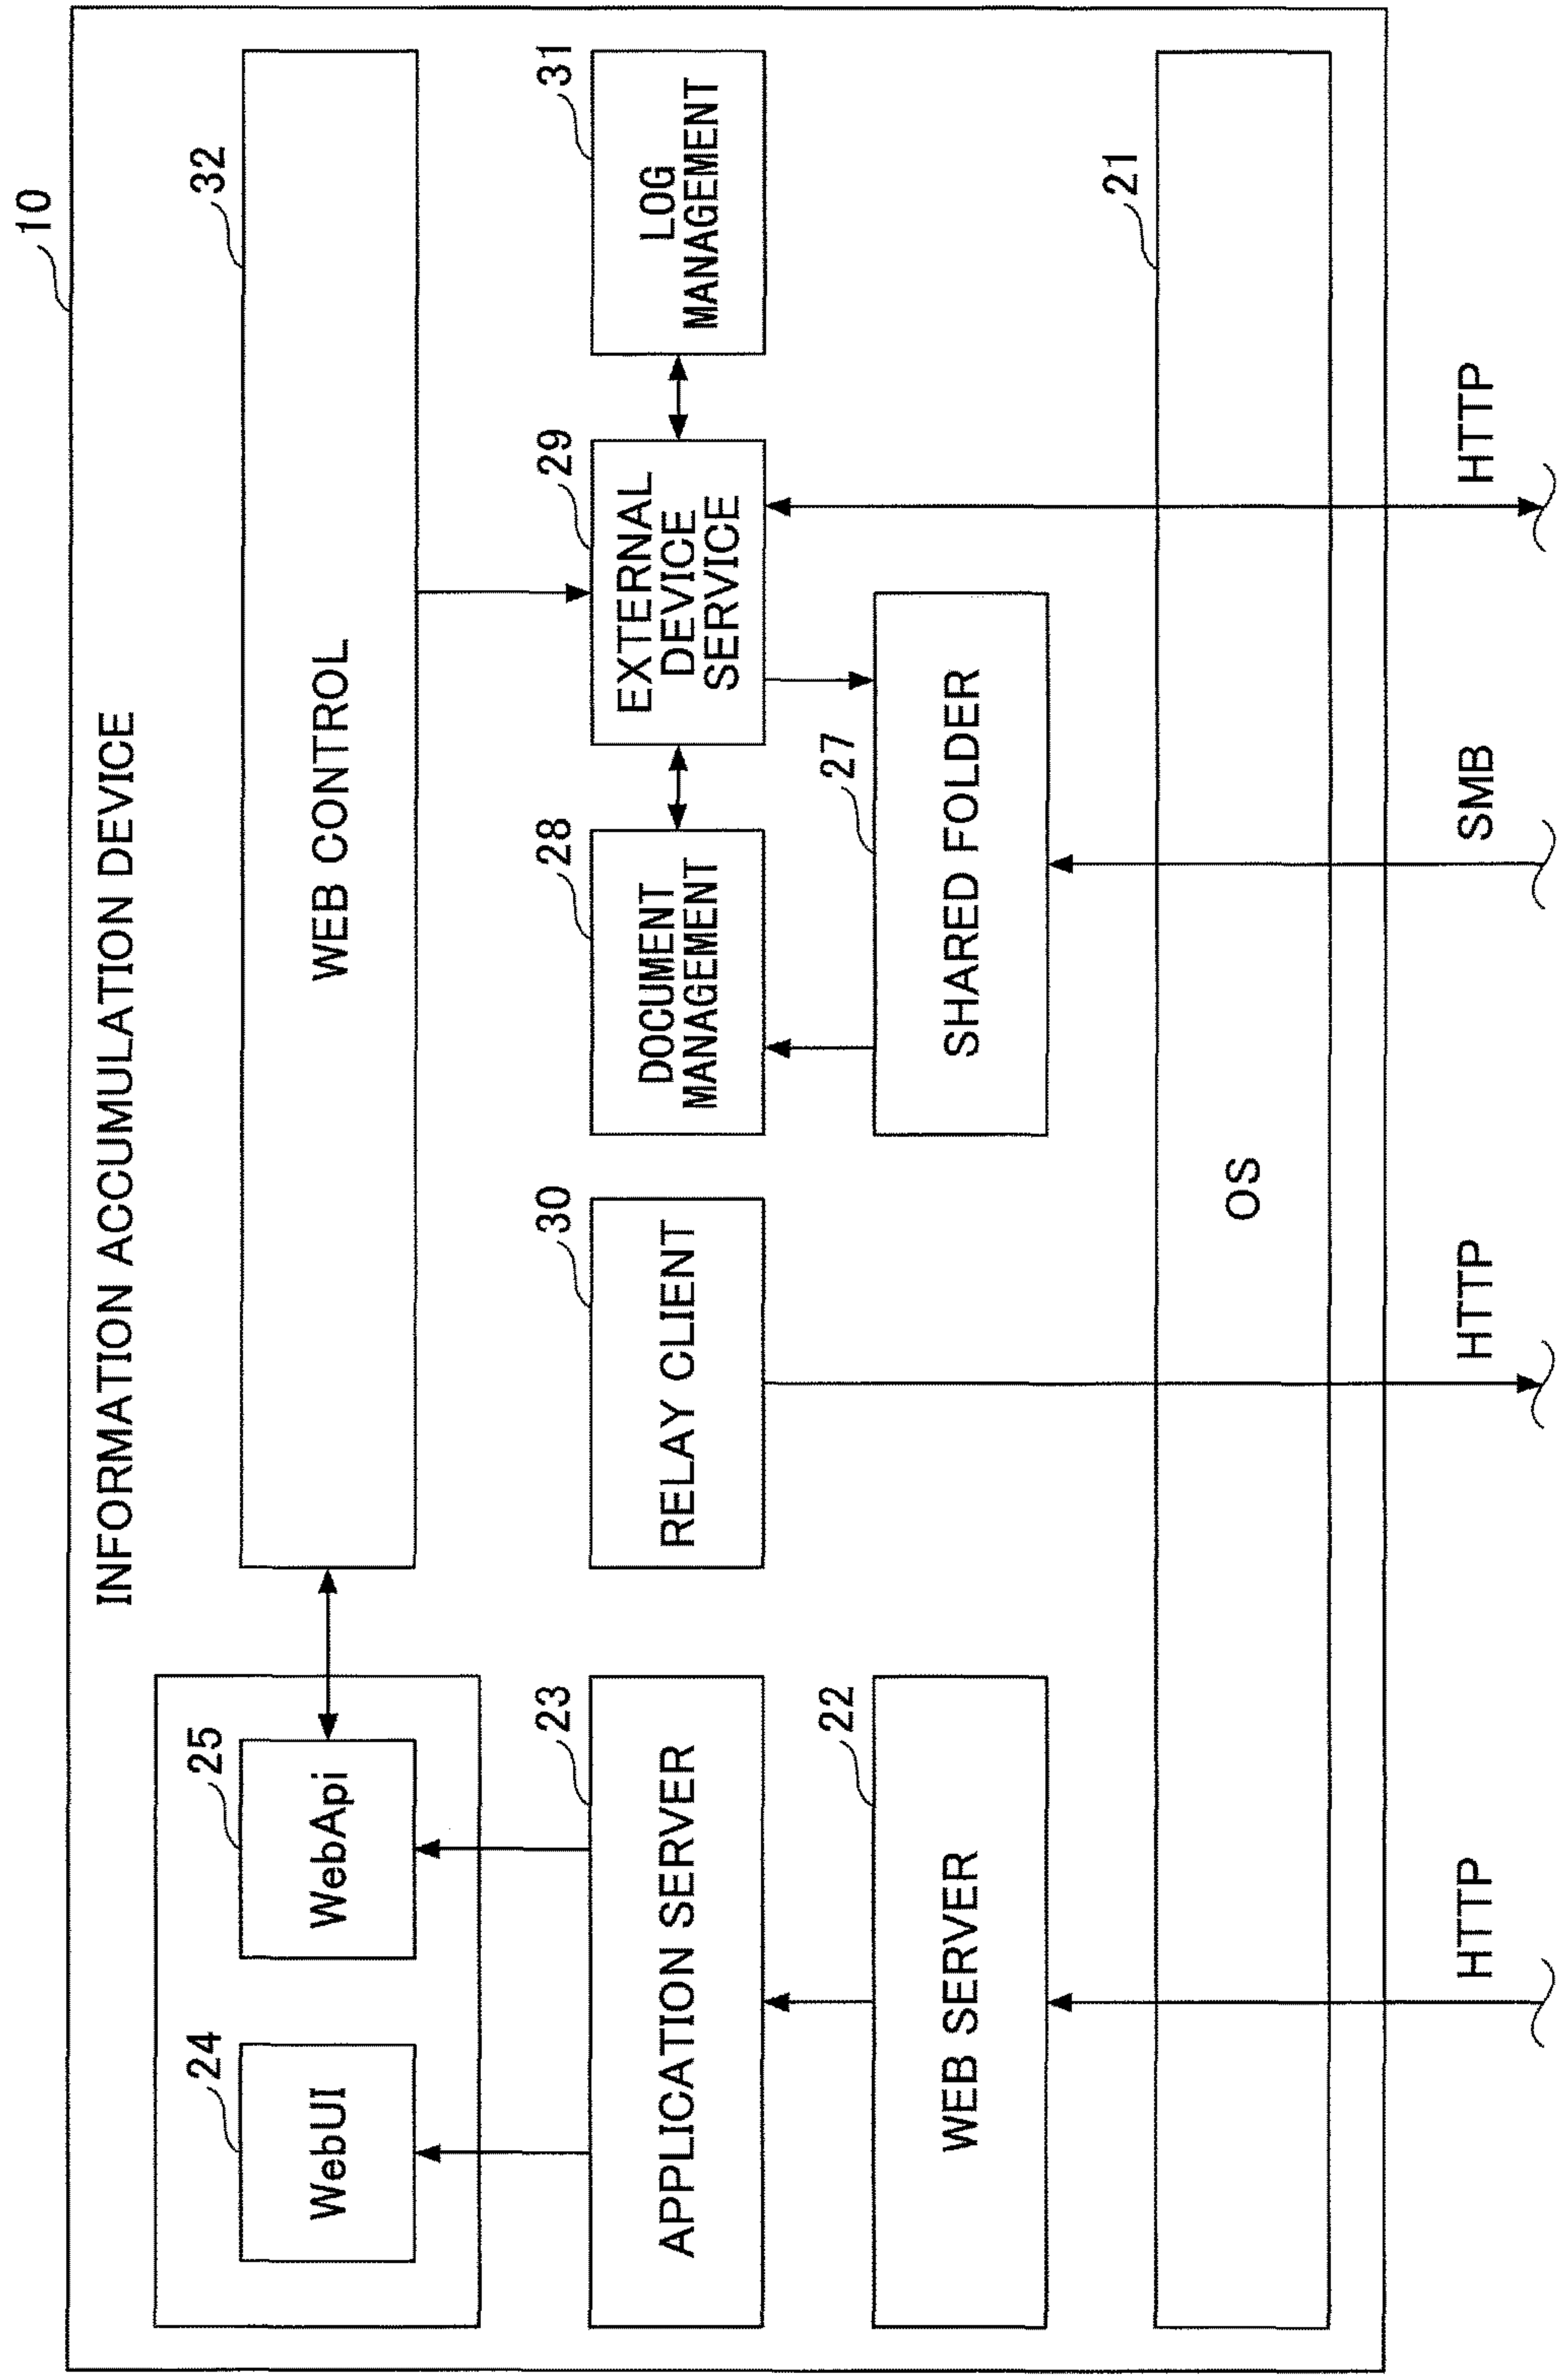 10
INFORMATION ACCUMULATION DEVICE
24
WebUI
25
WebApi
32
WEB CONTROL
23
APPLICATION SERVER
30
RELAY CLIENT
28
DOCUMENT
MANAGEMENT
29
EXTERNAL
DEVICE
SERVICE
31
LOG
MANAGEMENT
22
WEB SERVER
27
SHARED FOLDER
21
OS
HTTP
HTTP
SMB
HTTP